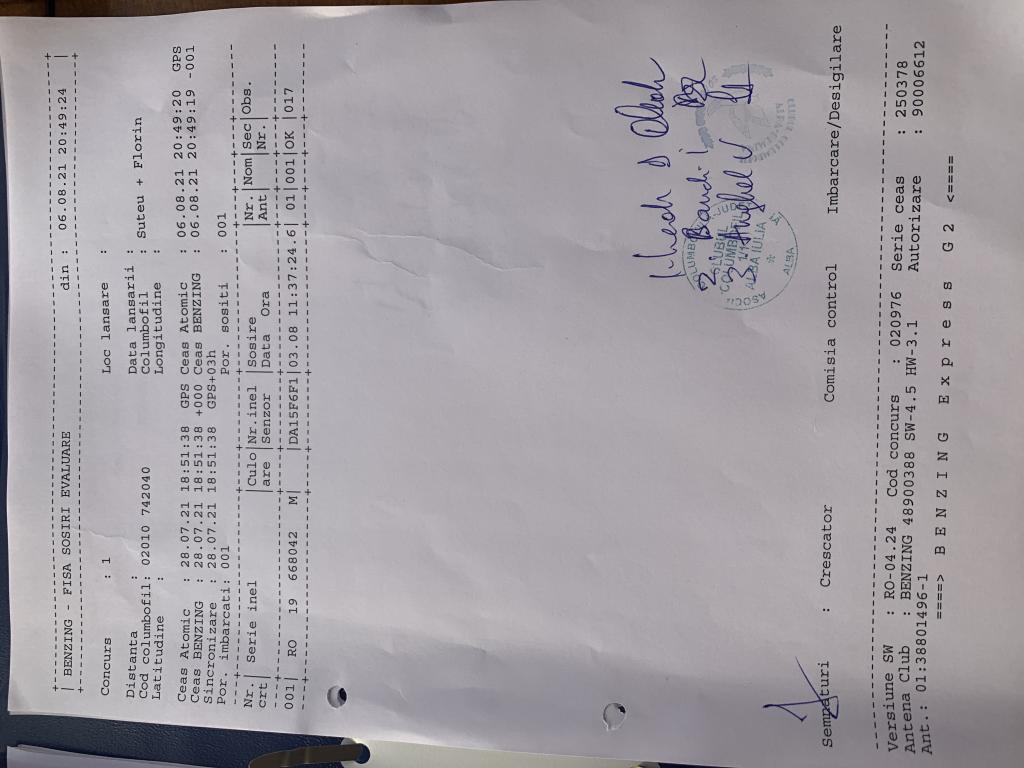 | BENZING - FISA SOSIRI EVALUARE din : 06.08.21 20:49:24 |
Concurs : 1 Loc lansare :
Distanta : Data lansarii :
Cod columbofil: 02010 742040 Columbofil : Suteu + Florin
Latitudine : Longitudine :
Ceas Atomic : 28.07.21 18:51:38 GPS Ceas Atomic : 06.08.21 20:49:20 GPS
Ceas BENZING : 28.07.21 18:51:38 +000 Ceas BENZING : 06.08.21 20:49:19 -001
Sincronizare : 28.07.21 18:51:38 GPS+03h
Por. imbarcati: 001 Por. sositi : 001
Nr.| Serie inel |Culo|Nr.inel |Sosire |Nr. |Nom|Sec|Obs.
crt| |are |Senzor |Data Ora |Ant| |Nr.|
001| RO 19 668042 M| |DA15F6F1|03.08 11:37:24.6| 01|001|OK |017
2. Bandi
3. Anghel V
ALBA IULIA
ALBA
Semnaturi : Crescator Comisia control Imbarcare/Desigilare
Versiune SW : RO-04.24 Cod concurs : 020976 Serie ceas : 250378
Antena Club : BENZING 48900388 SW-4.5 HW-3.1 Autorizare : 90006612
Ant.: 01:38801496-1
====> B E N Z I N G E x p r e s s G 2 <====